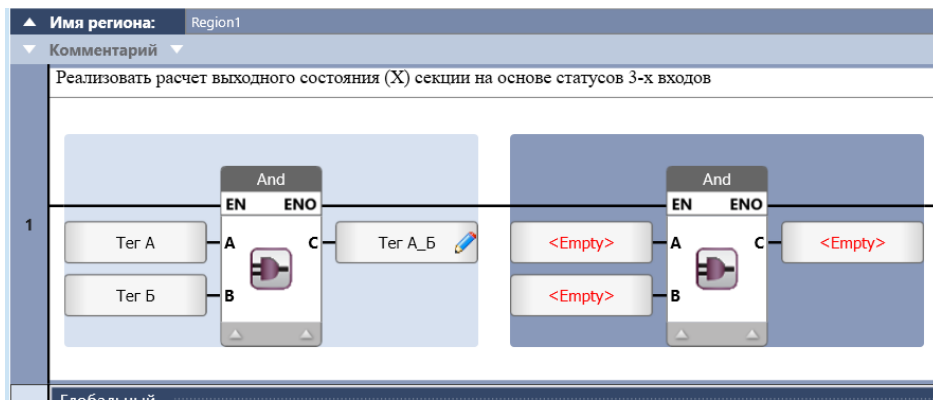 Имя региона: Region1
Комментарий
Реализовать расчет выходного состояния (X) секции на основе статусов 3-х входов
And And
EN ENO EN ENO
1
Тег А A C Тег А_Б <Empty> A C <Empty>
Тег Б B <Empty> B
Глобальный